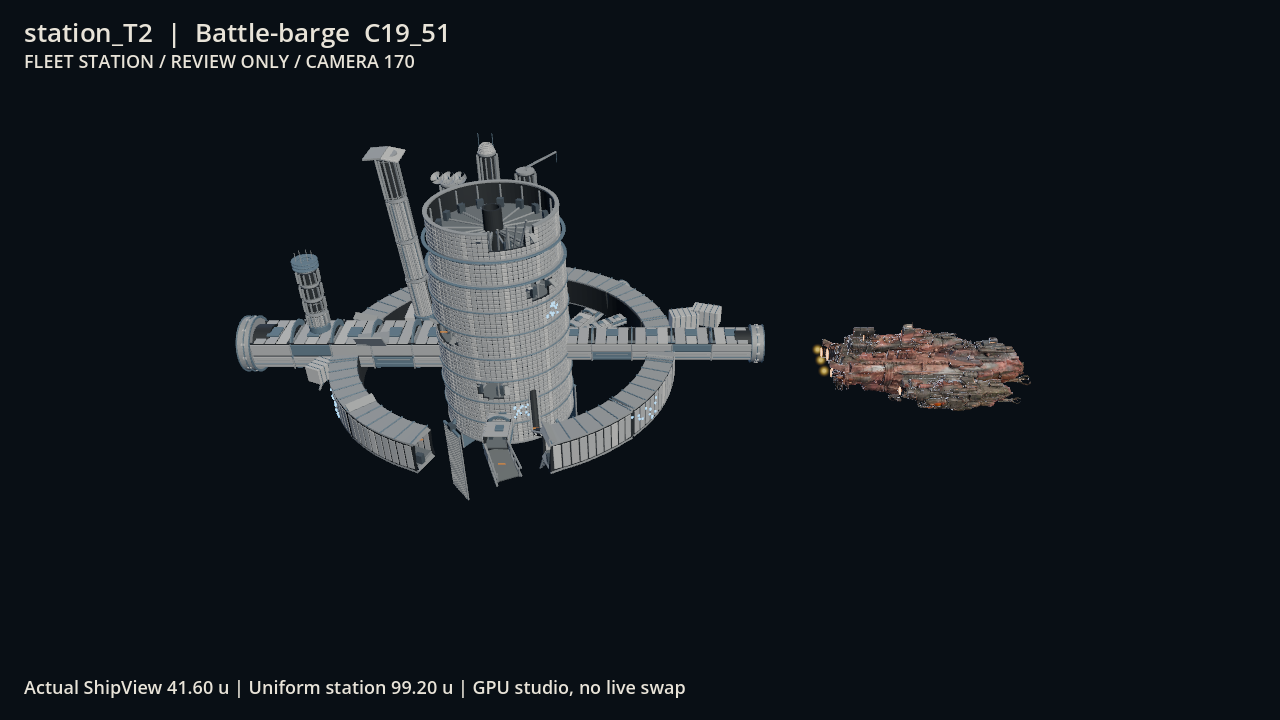 station_T2 | Battle-barge C19_51
FLEET STATION / REVIEW ONLY / CAMERA 170
Actual ShipView 41.60 u | Uniform station 99.20 u | GPU studio, no live swap